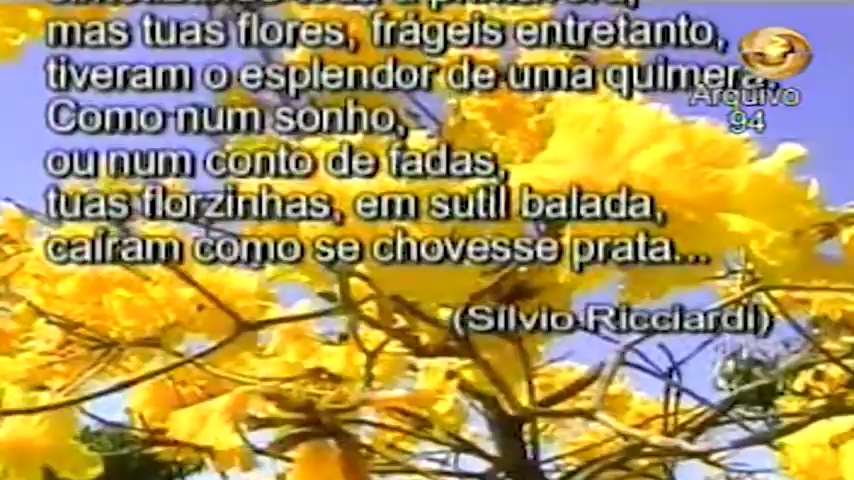 mas tuas flores, frágeis entretanto,
tiveram o esplendor de uma quimera,
Como num sonho,
ou num conto de fadas,
tuas florzinhas, em sutil balada,
caíram como se chovesse prata...
(Sílvio Ricciardi)
Arquivo
94